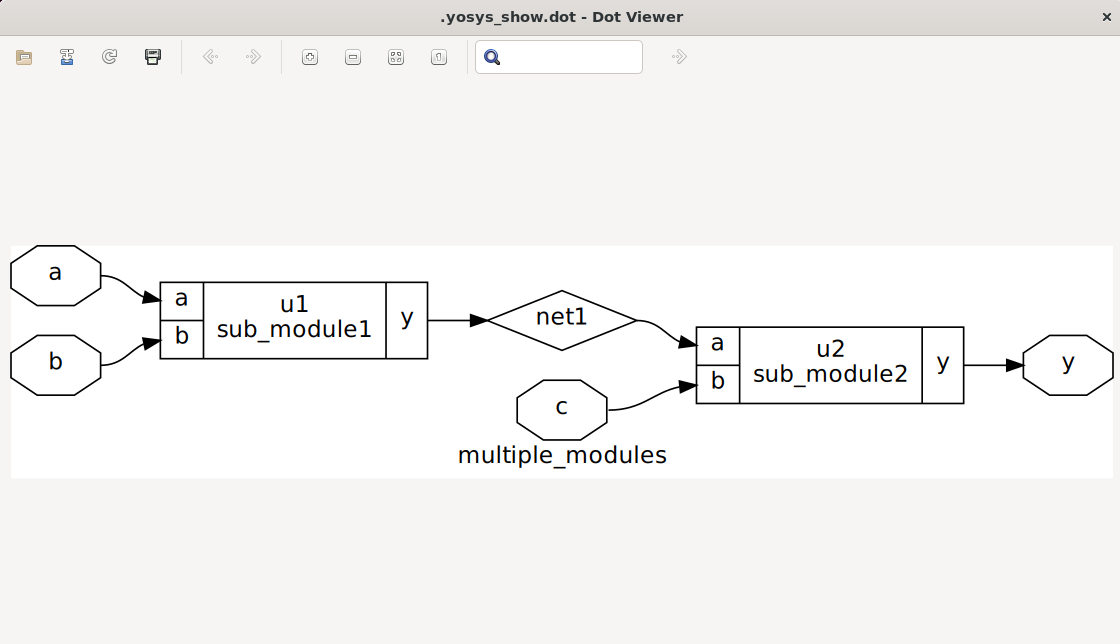 .yosys_show.dot - Dot Viewer
a
b
a
b
u1
sub_module1
y
net1
c
a
b
u2
sub_module2
y
y
multiple_modules